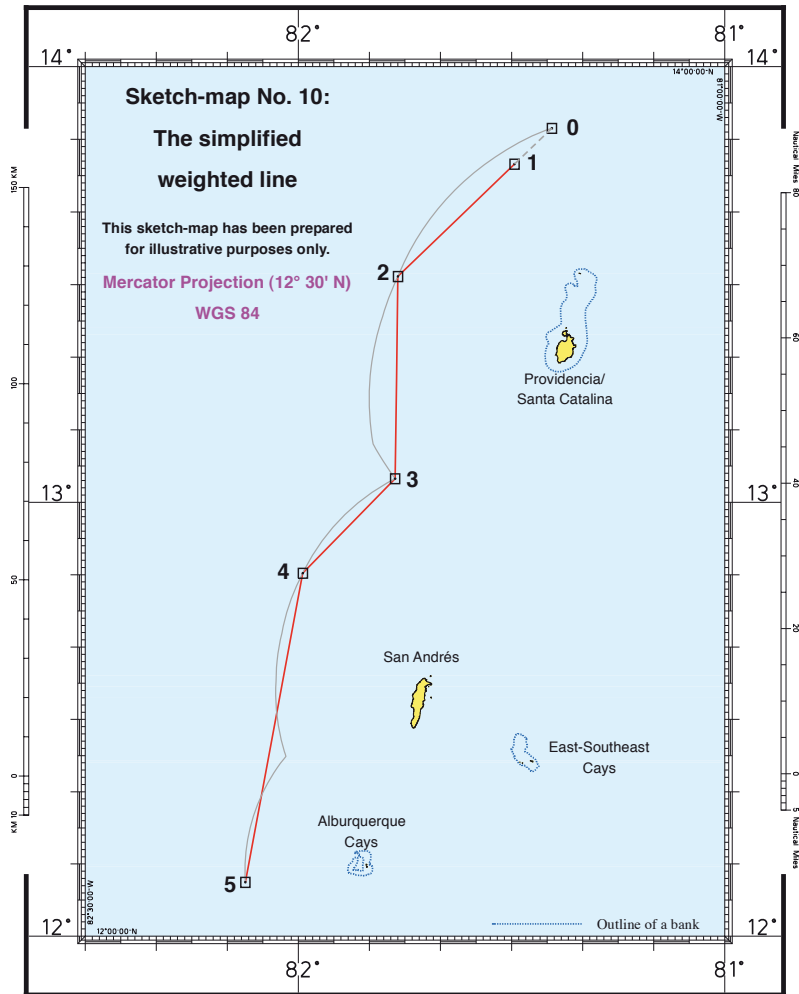 82°
81°
14°
14°
14°00'00"N
81°00'00"W
Sketch-map No. 10:
The simplified
weighted line
This sketch-map has been prepared
for illustrative purposes only.
Mercator Projection (12° 30' N)
WGS 84
0
1
2
3
4
5
Providencia/
Santa Catalina
13°
13°
San Andrés
East-Southeast
Cays
Alburquerque
Cays
Outline of a bank
82°30'00"W
12°00'00"N
12°
12°
82°
81°
150 KM
100
50
0
KM 10
Nautical Miles
80
60
40
20
0
5 Nautical Miles